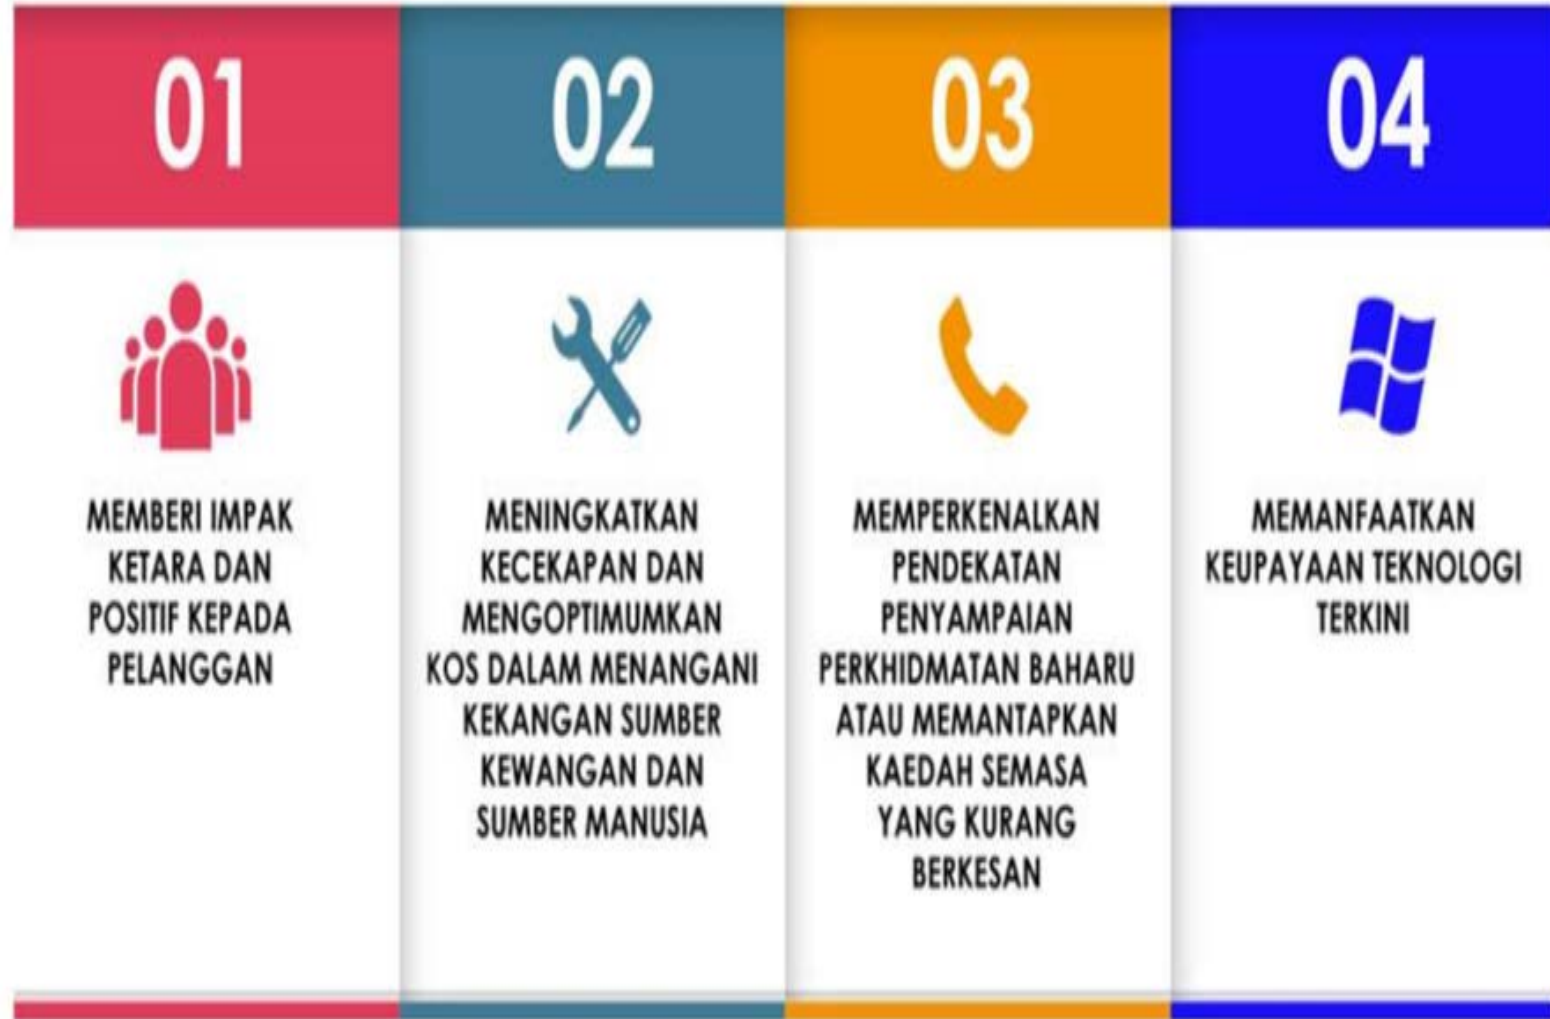 01
MEMBERI IMPAK
KETARA DAN
POSITIF KEPADA
PELANGGAN
02
MENINGKATKAN
KECEKAPAN DAN
MENGOPTIMUMKAN
KOS DALAM MENANGANI
KEKANGAN SUMBER
KEWANGAN DAN
SUMBER MANUSIA
03
MEMPERKENALKAN
PENDEKATAN
PENYAMPAIAN
PERKHIDMATAN BAHARU
ATAU MEMANTAPKAN
KAEDAH SEMASA
YANG KURANG
BERKESAN
04
MEMANFAATKAN
KEUPAYAAN TEKNOLOGI
TERKINI